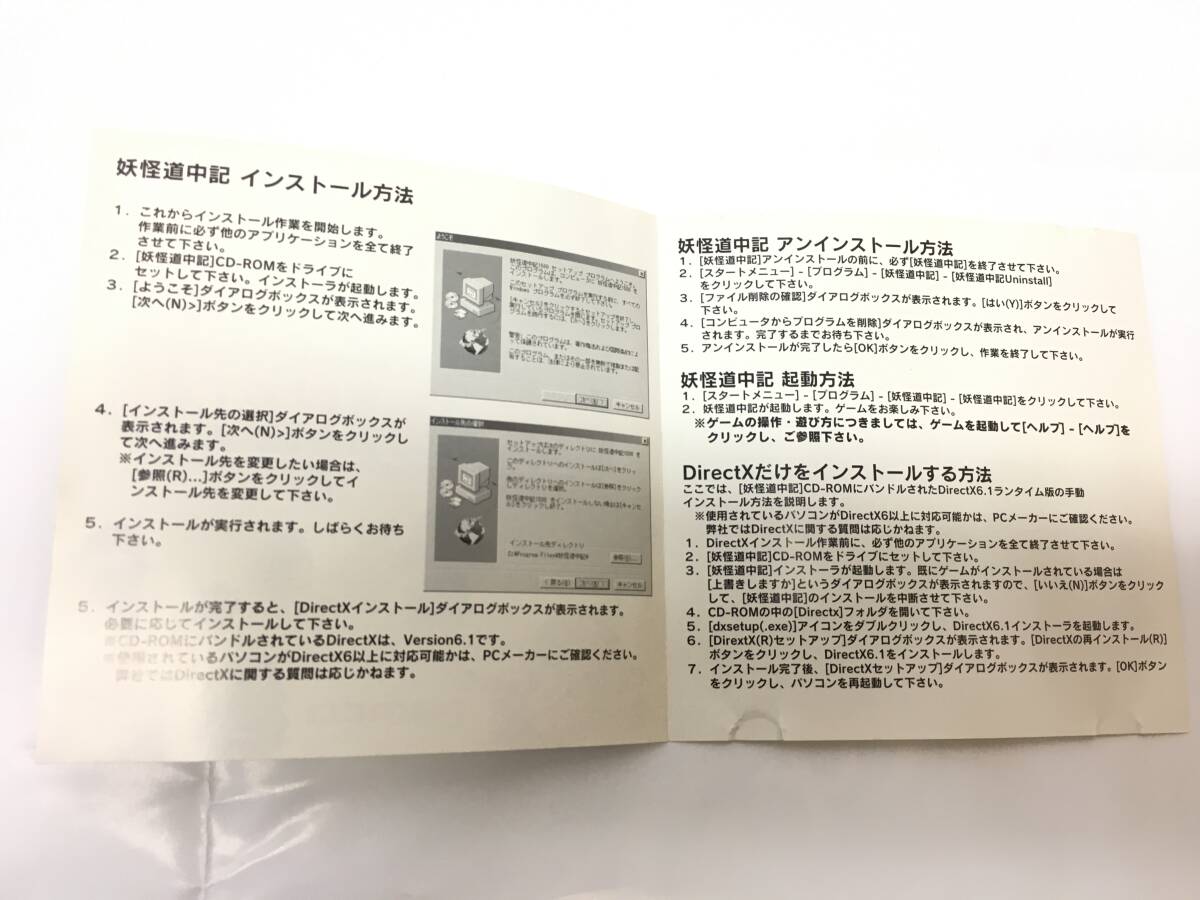 妖怪道中記 インストール方法
1. これからインストール作業を開始します。
作業前に必ず他のアプリケーションを全て終了
させて下さい。
2. [妖怪道中記]CD-ROMをドライブに
セットして下さい。インストーラが起動します。
3. [ようこそ]ダイアログボックスが表示されます。
[次へ(N)>]ボタンをクリックして次へ進みます。
ようこそ
キャンセル
4. [インストール先の選択]ダイアログボックスが
表示されます。[次へ(N)>]ボタンをクリックし
て次へ進みます。
※インストール先を変更したい場合は、
[参照(R)...]ボタンをクリックしてイ
ンストール先を変更して下さい。
インストール先の選択
インストール先ディレクトリ
キャンセル
5. インストールが実行されます。しばらくお待ち
下さい。
5. インストールが完了すると、[DirectXインストール]ダイアログボックスが表示されます。
必要に応じてインストールして下さい。
※CD-ROMにバンドルされているDirectXは、Version6.1です。
※使用されているパソコンがDirectX6以上に対応可能かは、PCメーカーにご確認ください。
弊社ではDirectXに関する質問は応じかねます。
妖怪道中記 アンインストール方法
1. [妖怪道中記]アンインストールの前に、必ず[妖怪道中記]を終了させて下さい。
2. [スタートメニュー] - [プログラム] - [妖怪道中記] - [妖怪道中記Uninstall]
をクリックして下さい。
3. [ファイル削除の確認]ダイアログボックスが表示されます。[はい(Y)]ボタンをクリックして
下さい。
4. [コンピュータからプログラムを削除]ダイアログボックスが表示され、アンインストールが実行
されます。完了するまでお待ち下さい。
5. アンインストールが完了したら[OK]ボタンをクリックし、作業を終了して下さい。
妖怪道中記 起動方法
1. [スタートメニュー] - [プログラム] - [妖怪道中記] - [妖怪道中記]をクリックして下さい。
2. 妖怪道中記が起動します。ゲームをお楽しみ下さい。
※ゲームの操作・遊び方につきましては、ゲームを起動して[ヘルプ] - [ヘルプ]を
クリックし、ご参照下さい。
DirectXだけをインストールする方法
ここでは、[妖怪道中記]CD-ROMにバンドルされたDirectX6.1ランタイム版の手動
インストール方法を説明します。
※使用されているパソコンがDirectX6以上に対応可能かは、PCメーカーにご確認ください。
弊社ではDirectXに関する質問は応じかねます。
1. DirectXインストール作業前に、必ず他のアプリケーションを全て終了させて下さい。
2. [妖怪道中記]CD-ROMをドライブにセットして下さい。
3. [妖怪道中記]インストーラが起動します。既にゲームがインストールされている場合は
[上書きしますか]というダイアログボックスが表示されますので、[いいえ(N)]ボタンをクリック
して、[妖怪道中記]のインストールを中断させて下さい。
4. CD-ROMの中の[Directx]フォルダを開いて下さい。
5. [dxsetup(.exe)]アイコンをダブルクリックし、DirectX6.1インストーラを起動します。
6. [DirextX(R)セットアップ]ダイアログボックスが表示されます。[DirectXの再インストール(R)]
ボタンをクリックし、DirectX6.1をインストールします。
7. インストール完了後、[DirectXセットアップ]ダイアログボックスが表示されます。[OK]ボタン
をクリックし、パソコンを再起動して下さい。